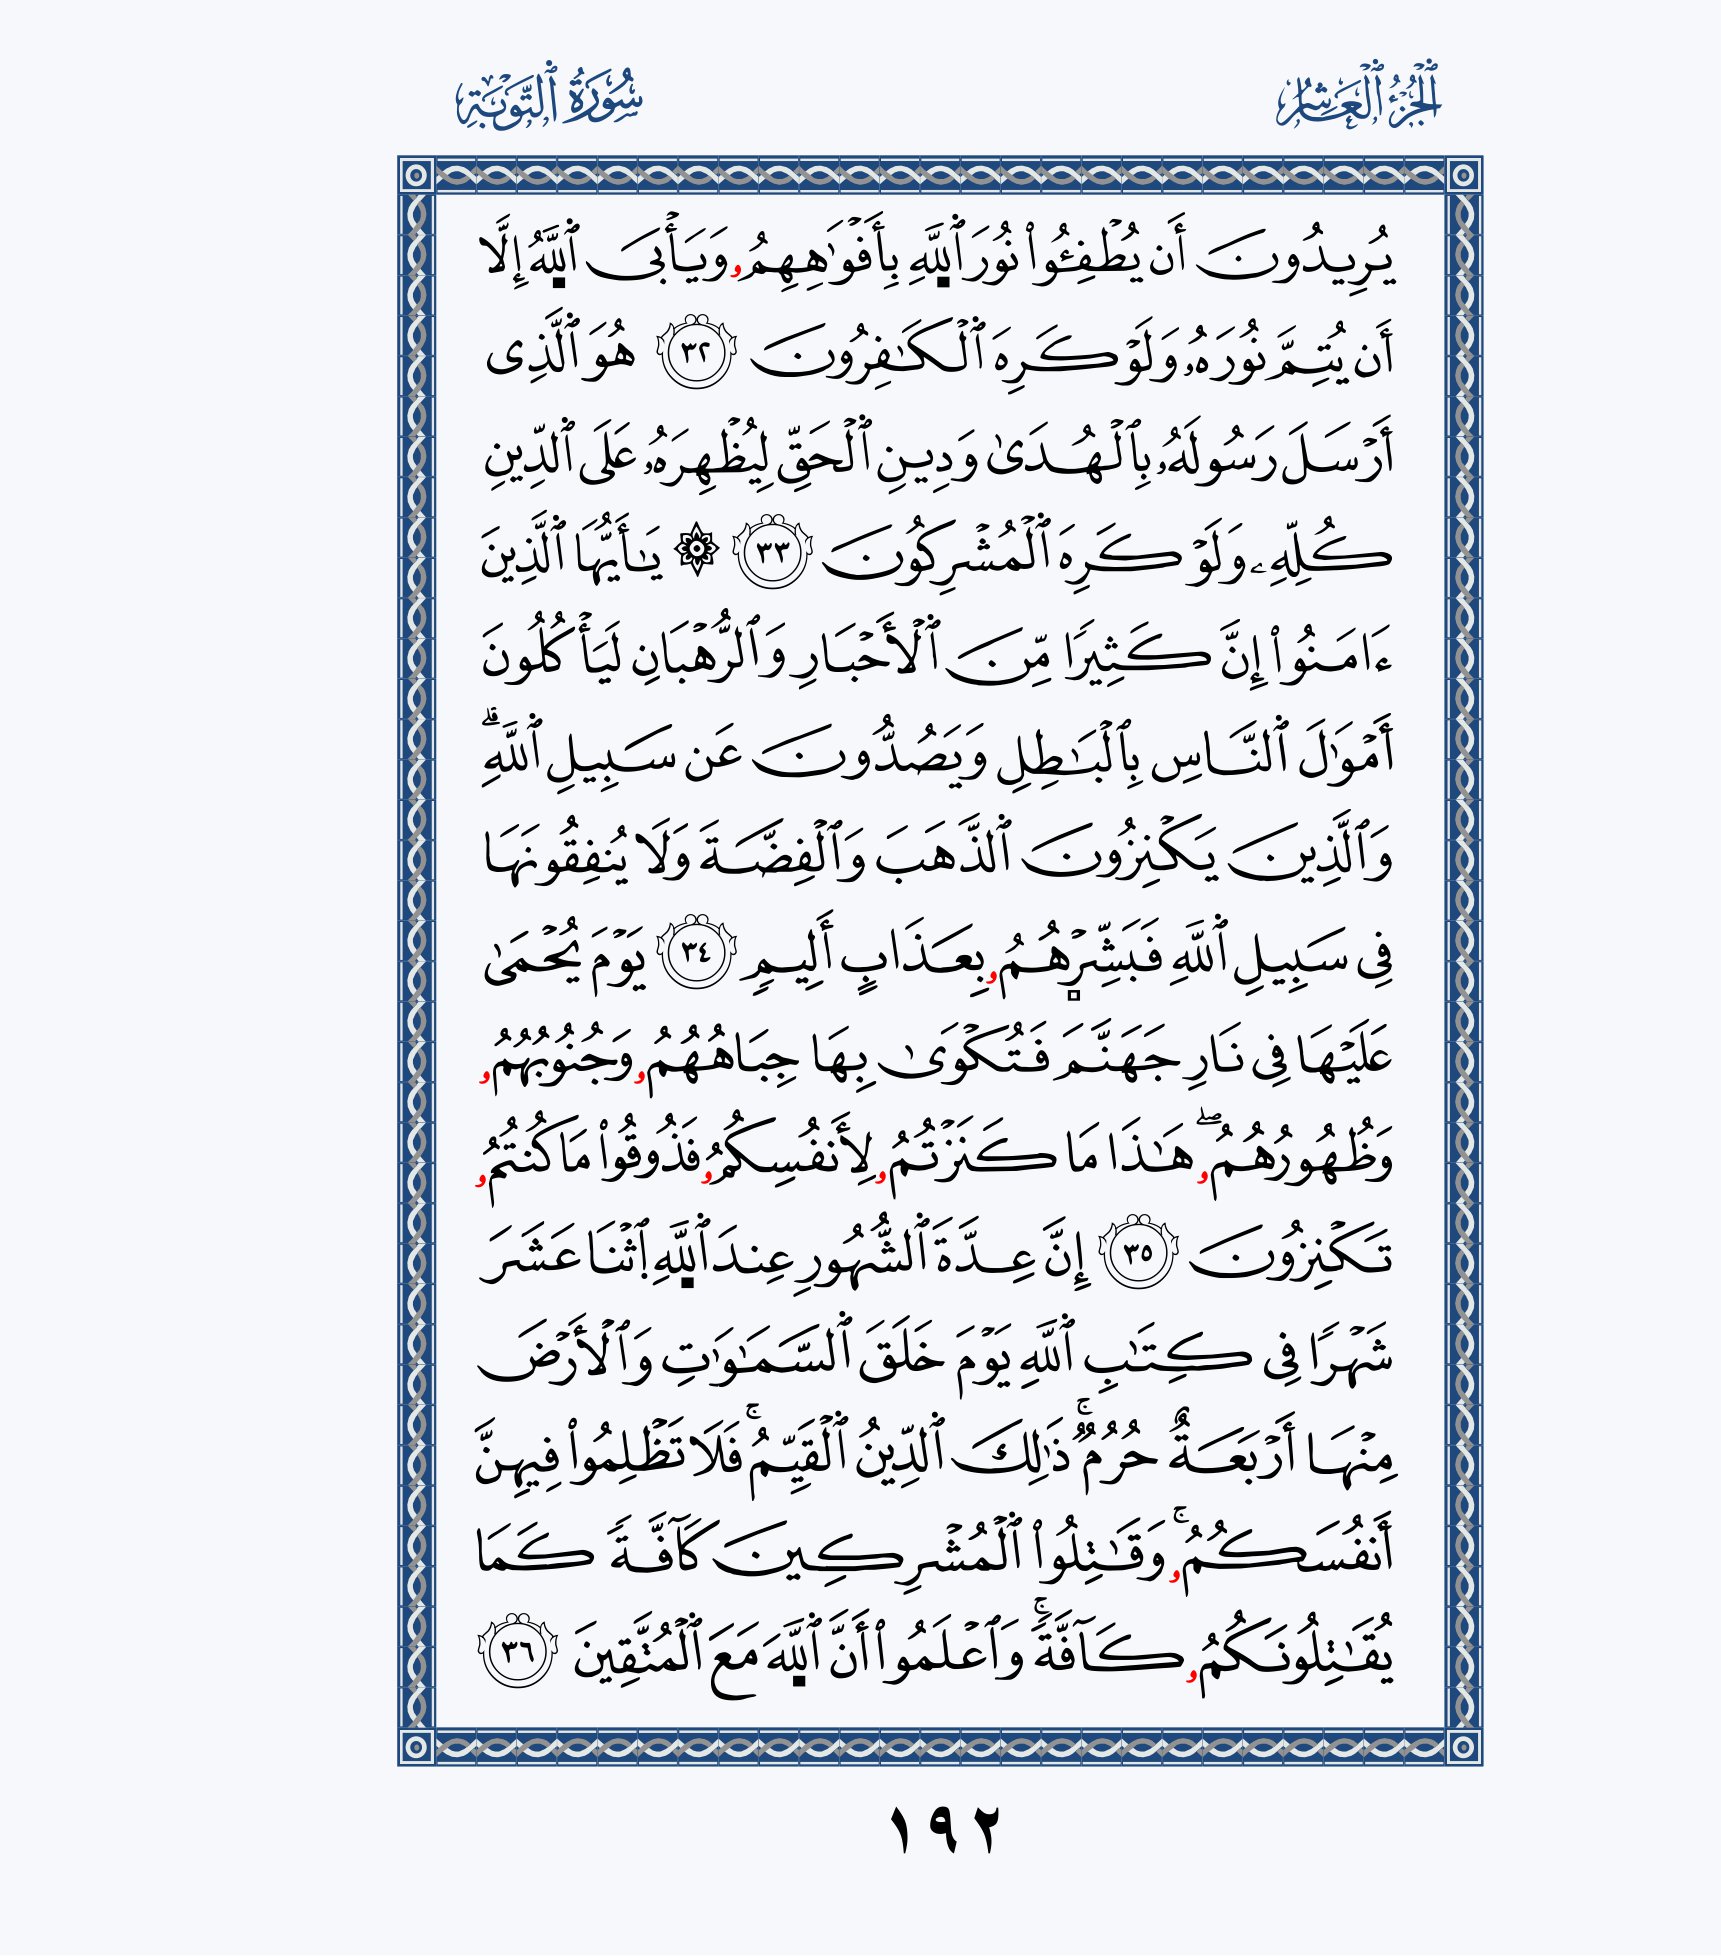 ٱلْجُزْءُ ٱلْعَاشِرُ
سُورَةُ ٱلتَّوْبَةِ
يُرِيدُونَ أَن يُطْفِـُٔوا۟ نُورَ ٱللَّهِ بِأَفْوَٰهِهِمُۥ وَيَأْبَى ٱللَّهُ إِلَّا
أَن يُتِمَّ نُورَهُۥ وَلَوْ كَرِهَ ٱلْكَـٰفِرُونَ ٣٢ هُوَ ٱلَّذِى
أَرْسَلَ رَسُولَهُۥ بِٱلْهُدَىٰ وَدِينِ ٱلْحَقِّ لِيُظْهِرَهُۥ عَلَى ٱلدِّينِ
كُلِّهِۦ وَلَوْ كَرِهَ ٱلْمُشْرِكُونَ ٣٣ ۞ يَـٰأَيُّهَا ٱلَّذِينَ
ءَامَنُوا۟ إِنَّ كَثِيرًا مِّنَ ٱلْأَحْبَارِ وَٱلرُّهْبَانِ لَيَأْكُلُونَ
أَمْوَٰلَ ٱلنَّاسِ بِٱلْبَـٰطِلِ وَيَصُدُّونَ عَن سَبِيلِ ٱللَّهِ ۗ
وَٱلَّذِينَ يَكْنِزُونَ ٱلذَّهَبَ وَٱلْفِضَّةَ وَلَا يُنفِقُونَهَا
فِى سَبِيلِ ٱللَّهِ فَبَشِّرْهُمُۥ بِعَذَابٍ أَلِيمٍ ٣٤ يَوْمَ يُحْمَىٰ
عَلَيْهَا فِى نَارِ جَهَنَّمَ فَتُكْوَىٰ بِهَا جِبَاهُهُمُۥ وَجُنُوبُهُمُۥ
وَظُهُورُهُمُۥ ۖ هَـٰذَا مَا كَنَزْتُمُۥ لِأَنفُسِكُمُۥ فَذُوقُوا۟ مَا كُنتُمُۥ
تَكْنِزُونَ ٣٥ إِنَّ عِدَّةَ ٱلشُّهُورِ عِندَ ٱللَّهِ ٱثْنَا عَشَرَ
شَهْرًا فِى كِتَـٰبِ ٱللَّهِ يَوْمَ خَلَقَ ٱلسَّمَـٰوَٰتِ وَٱلْأَرْضَ
مِنْهَا أَرْبَعَةٌ حُرُمٌ ۚ ذَٰلِكَ ٱلدِّينُ ٱلْقَيِّمُ ۚ فَلَا تَظْلِمُوا۟ فِيهِنَّ
أَنفُسَكُمُۥ ۚ وَقَـٰتِلُوا۟ ٱلْمُشْرِكِينَ كَآفَّةً كَمَا
يُقَـٰتِلُونَكُمُۥ كَآفَّةً ۚ وَٱعْلَمُوا۟ أَنَّ ٱللَّهَ مَعَ ٱلْمُتَّقِينَ ٣٦
١٩٢